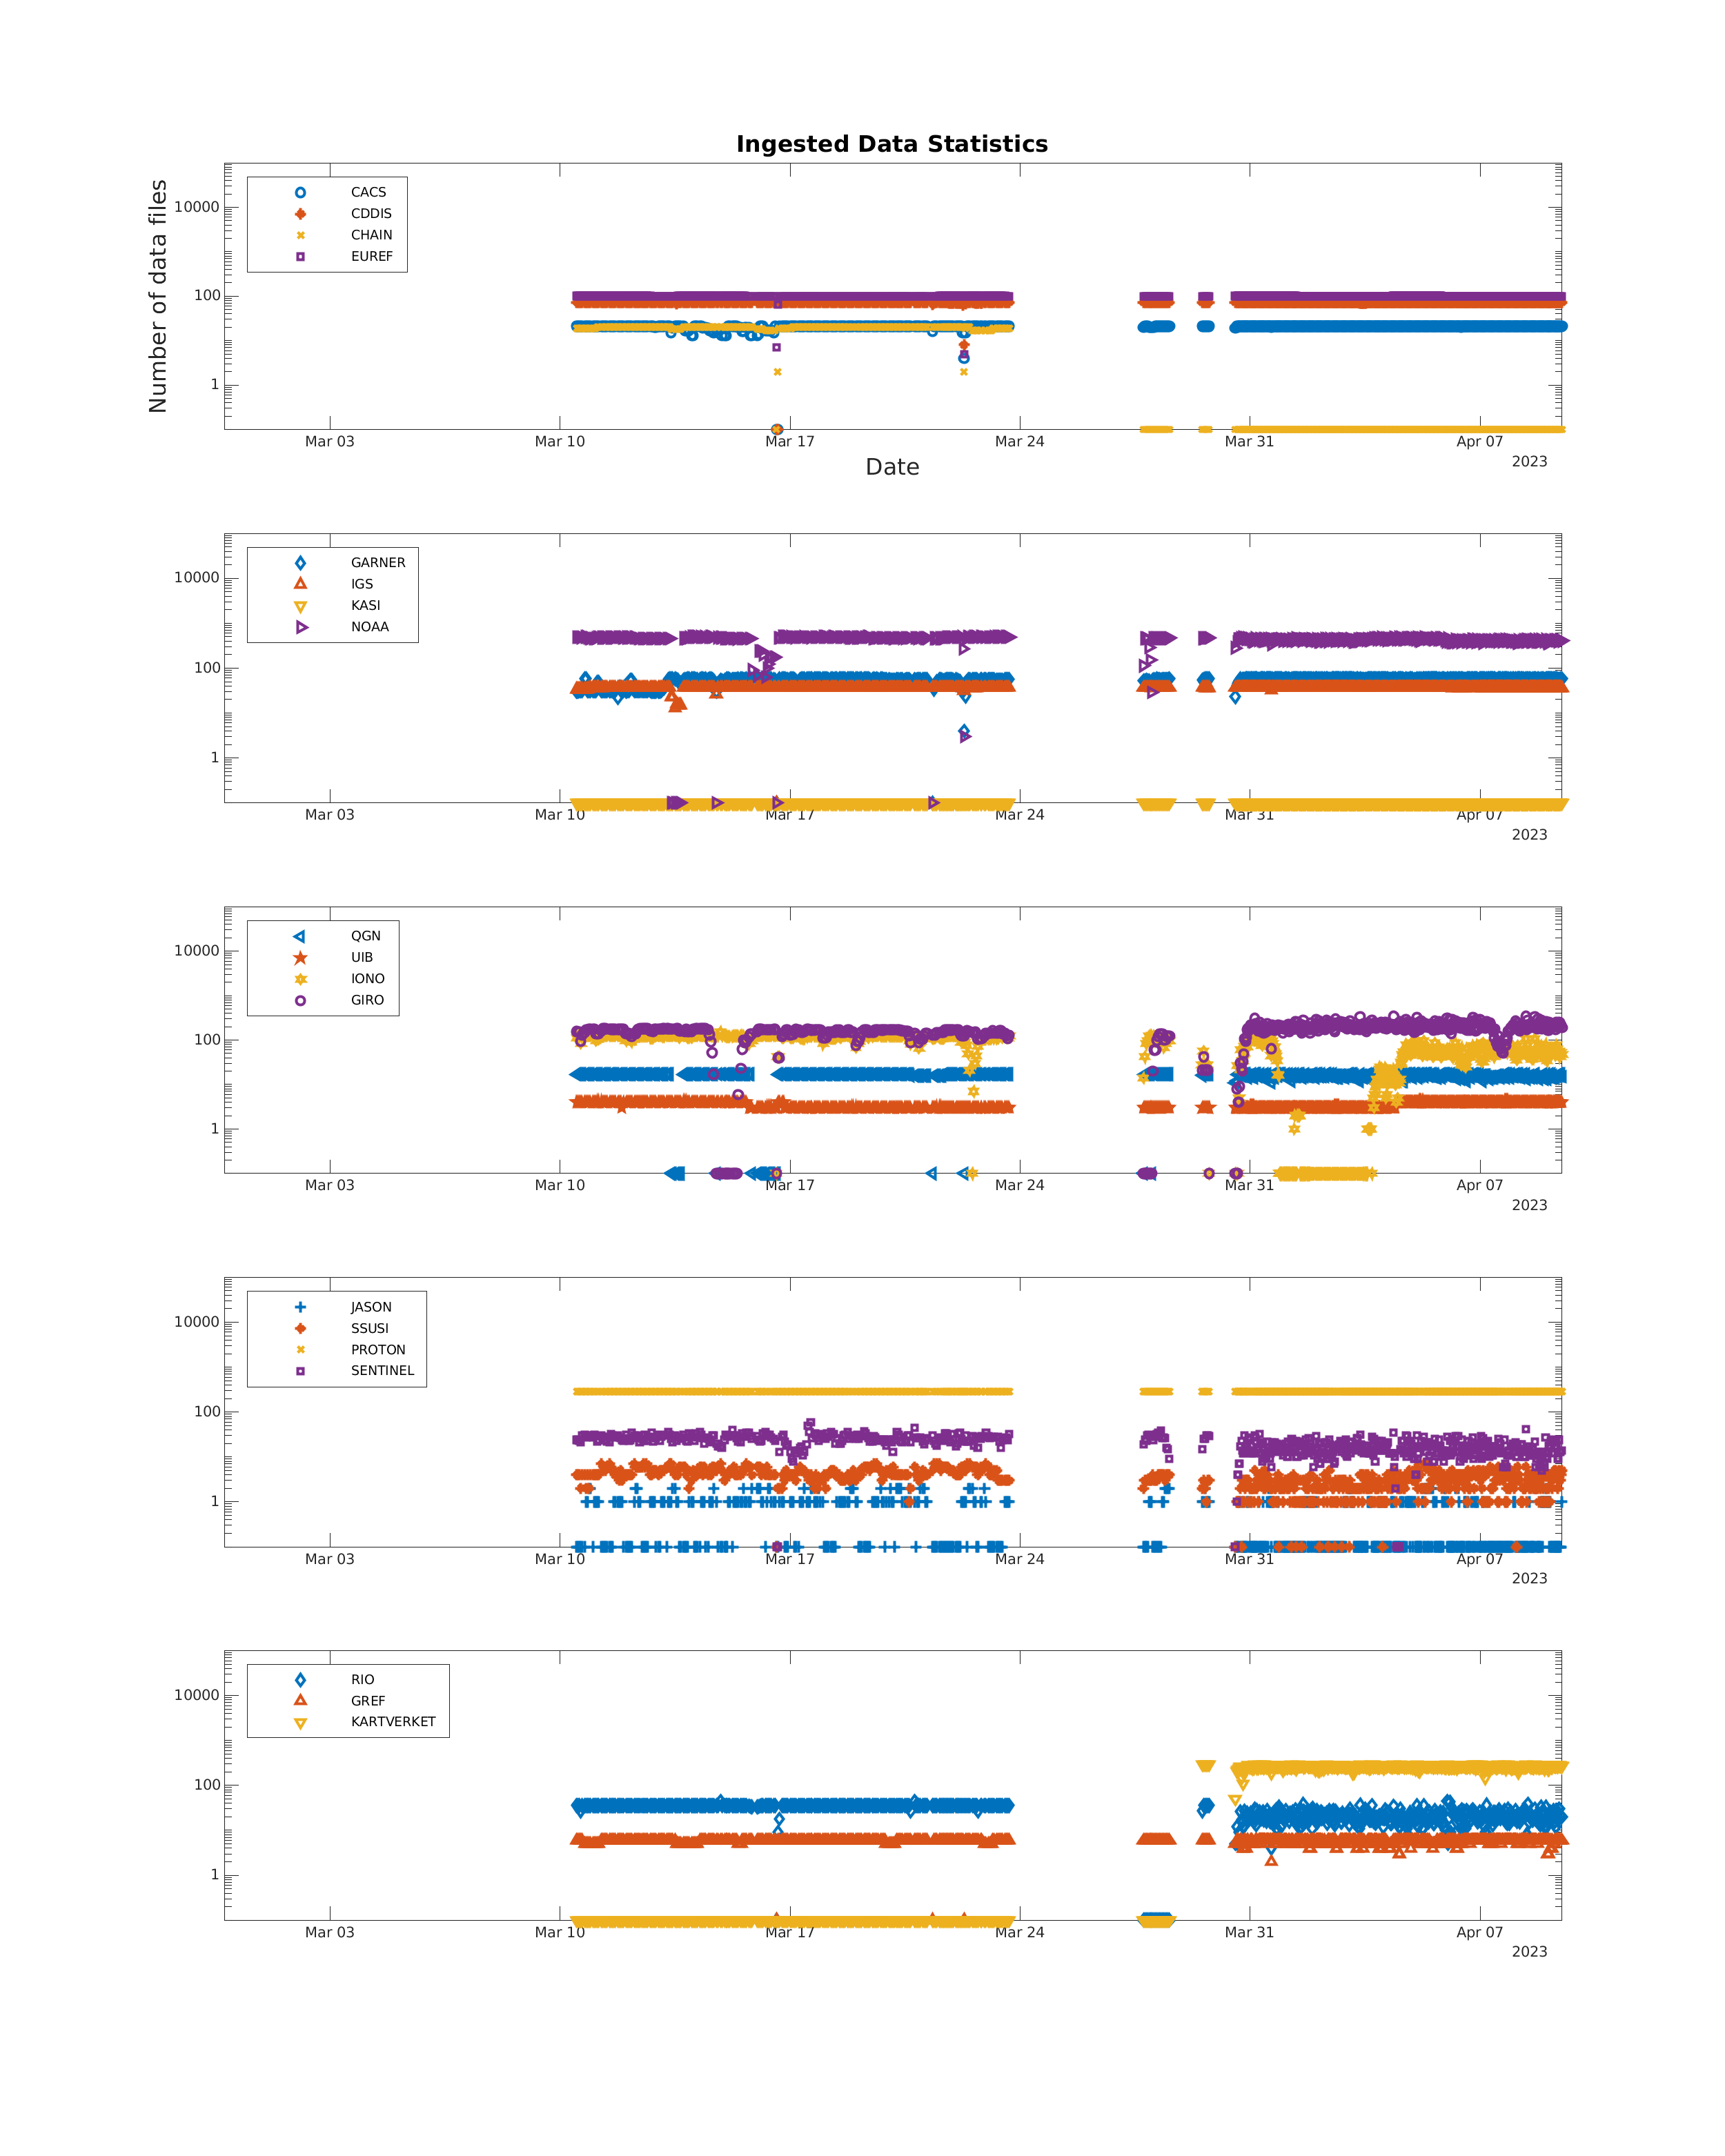 Ingested Data Statistics
Number of data files
CACS
CDDIS
CHAIN
EUREF
10000
100
1
Mar 03 Mar 10 Mar 17 Mar 24 Mar 31 Apr 07
2023
Date
GARNER
IGS
KASI
NOAA
10000
100
1
Mar 03 Mar 10 Mar 17 Mar 24 Mar 31 Apr 07
2023
QGN
UIB
IONO
GIRO
10000
100
1
Mar 03 Mar 10 Mar 17 Mar 24 Mar 31 Apr 07
2023
JASON
SSUSI
PROTON
SENTINEL
10000
100
1
Mar 03 Mar 10 Mar 17 Mar 24 Mar 31 Apr 07
2023
RIO
GREF
KARTVERKET
10000
100
1
Mar 03 Mar 10 Mar 17 Mar 24 Mar 31 Apr 07
2023